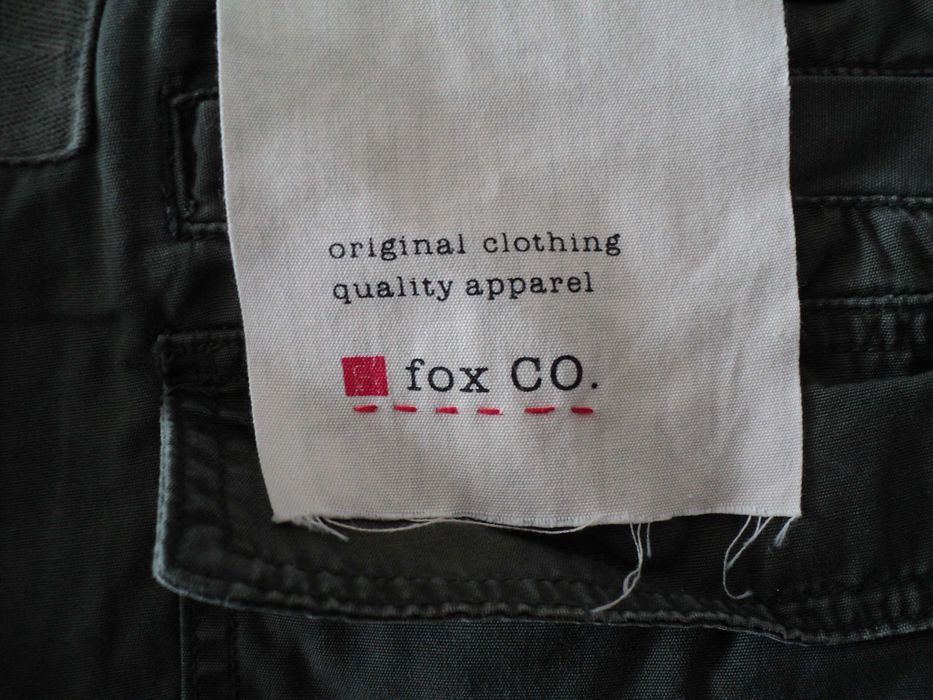 original clothing
quality apparel
fox CO.